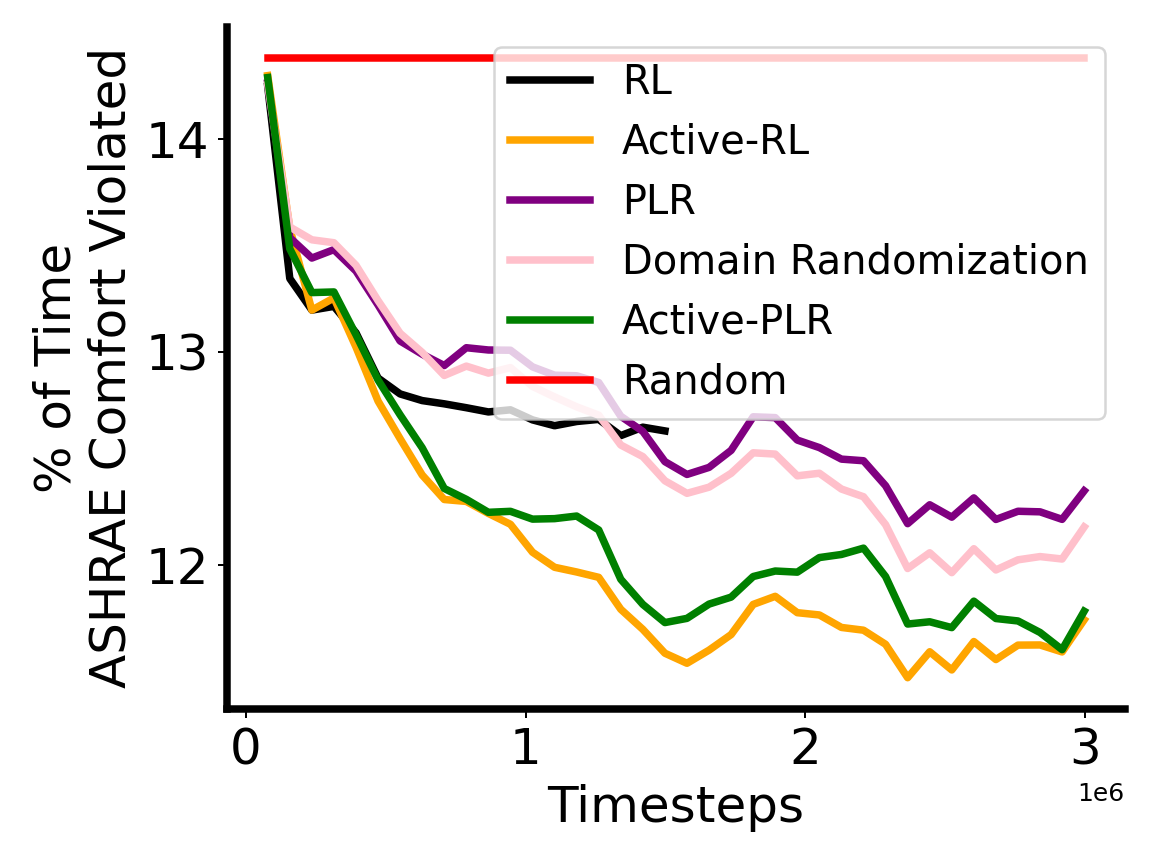 % of Time
ASHRAE Comfort Violated
14
13
12
RL
Active-RL
PLR
Domain Randomization
Active-PLR
Random
0
1
2
3
1e6
Timesteps